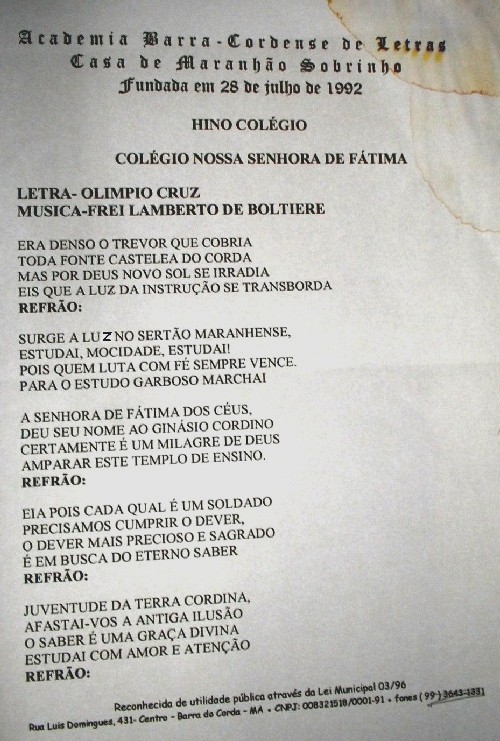 Academia Barra-Cordense de Letras
Casa de Maranhão Sobrinho
Fundada em 28 de julho de 1992
HINO COLÉGIO
COLÉGIO NOSSA SENHORA DE FÁTIMA
LETRA- OLIMPIO CRUZ
MUSICA-FREI LAMBERTO DE BOLTIERE
ERA DENSO O TREVOR QUE COBRIA
TODA FONTE CASTELEA DO CORDA
MAS POR DEUS NOVO SOL SE IRRADIA
EIS QUE A LUZ DA INSTRUÇÃO SE TRANSBORDA
REFRÃO:
SURGE A LUZ NO SERTÃO MARANHENSE,
ESTUDAI, MOCIDADE, ESTUDAI!
POIS QUEM LUTA COM FÉ SEMPRE VENCE.
PARA O ESTUDO GARBOSO MARCHAI
A SENHORA DE FÁTIMA DOS CÉUS,
DEU SEU NOME AO GINÁSIO CORDINO
CERTAMENTE É UM MILAGRE DE DEUS
AMPARAR ESTE TEMPLO DE ENSINO.
REFRÃO:
EIA POIS CADA QUAL É UM SOLDADO
PRECISAMOS CUMPRIR O DEVER,
O DEVER MAIS PRECIOSO E SAGRADO
É EM BUSCA DO ETERNO SABER
REFRÃO:
JUVENTUDE DA TERRA CORDINA,
AFASTAI-VOS A ANTIGA ILUSÃO
O SABER É UMA GRAÇA DIVINA
ESTUDAI COM AMOR E ATENÇÃO
REFRÃO:
Reconhecida de utilidade pública através da Lei Municipal 03/96
Rua Luis Domingues, 431- Centro - Barra do Corda - MA • CNPJ: 008321518/0001-91 • fones (99) 3643-1331